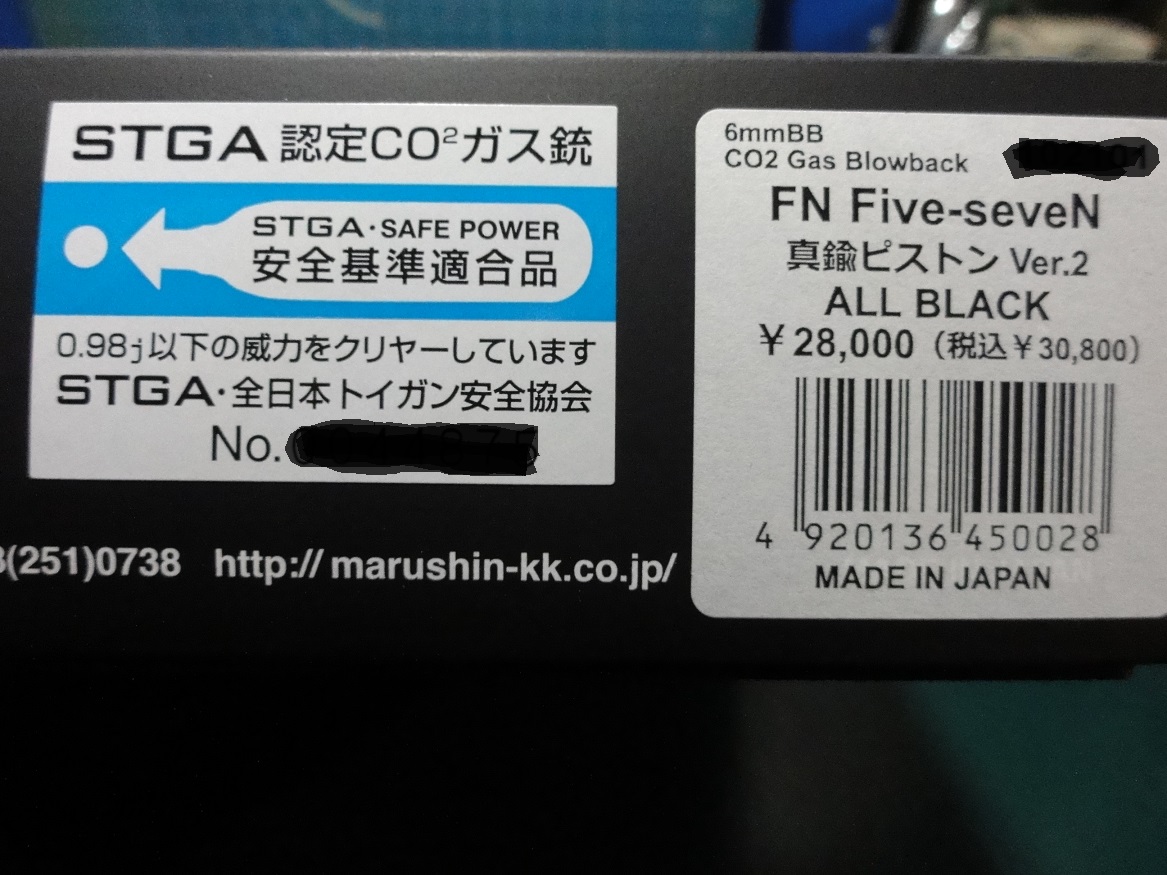 STGA 認定CO²ガス銃
STGA・SAFE POWER
安全基準適合品
0.98j以下の威力をクリヤーしています
STGA・全日本トイガン安全協会
No.
(251)0738 http://marushin-kk.co.jp/
6mmBB
CO2 Gas Blowback
FN Five-seveN
真鍮ピストン Ver.2
ALL BLACK
￥28,000（税込￥30,800）
4 920136 450028
MADE IN JAPAN